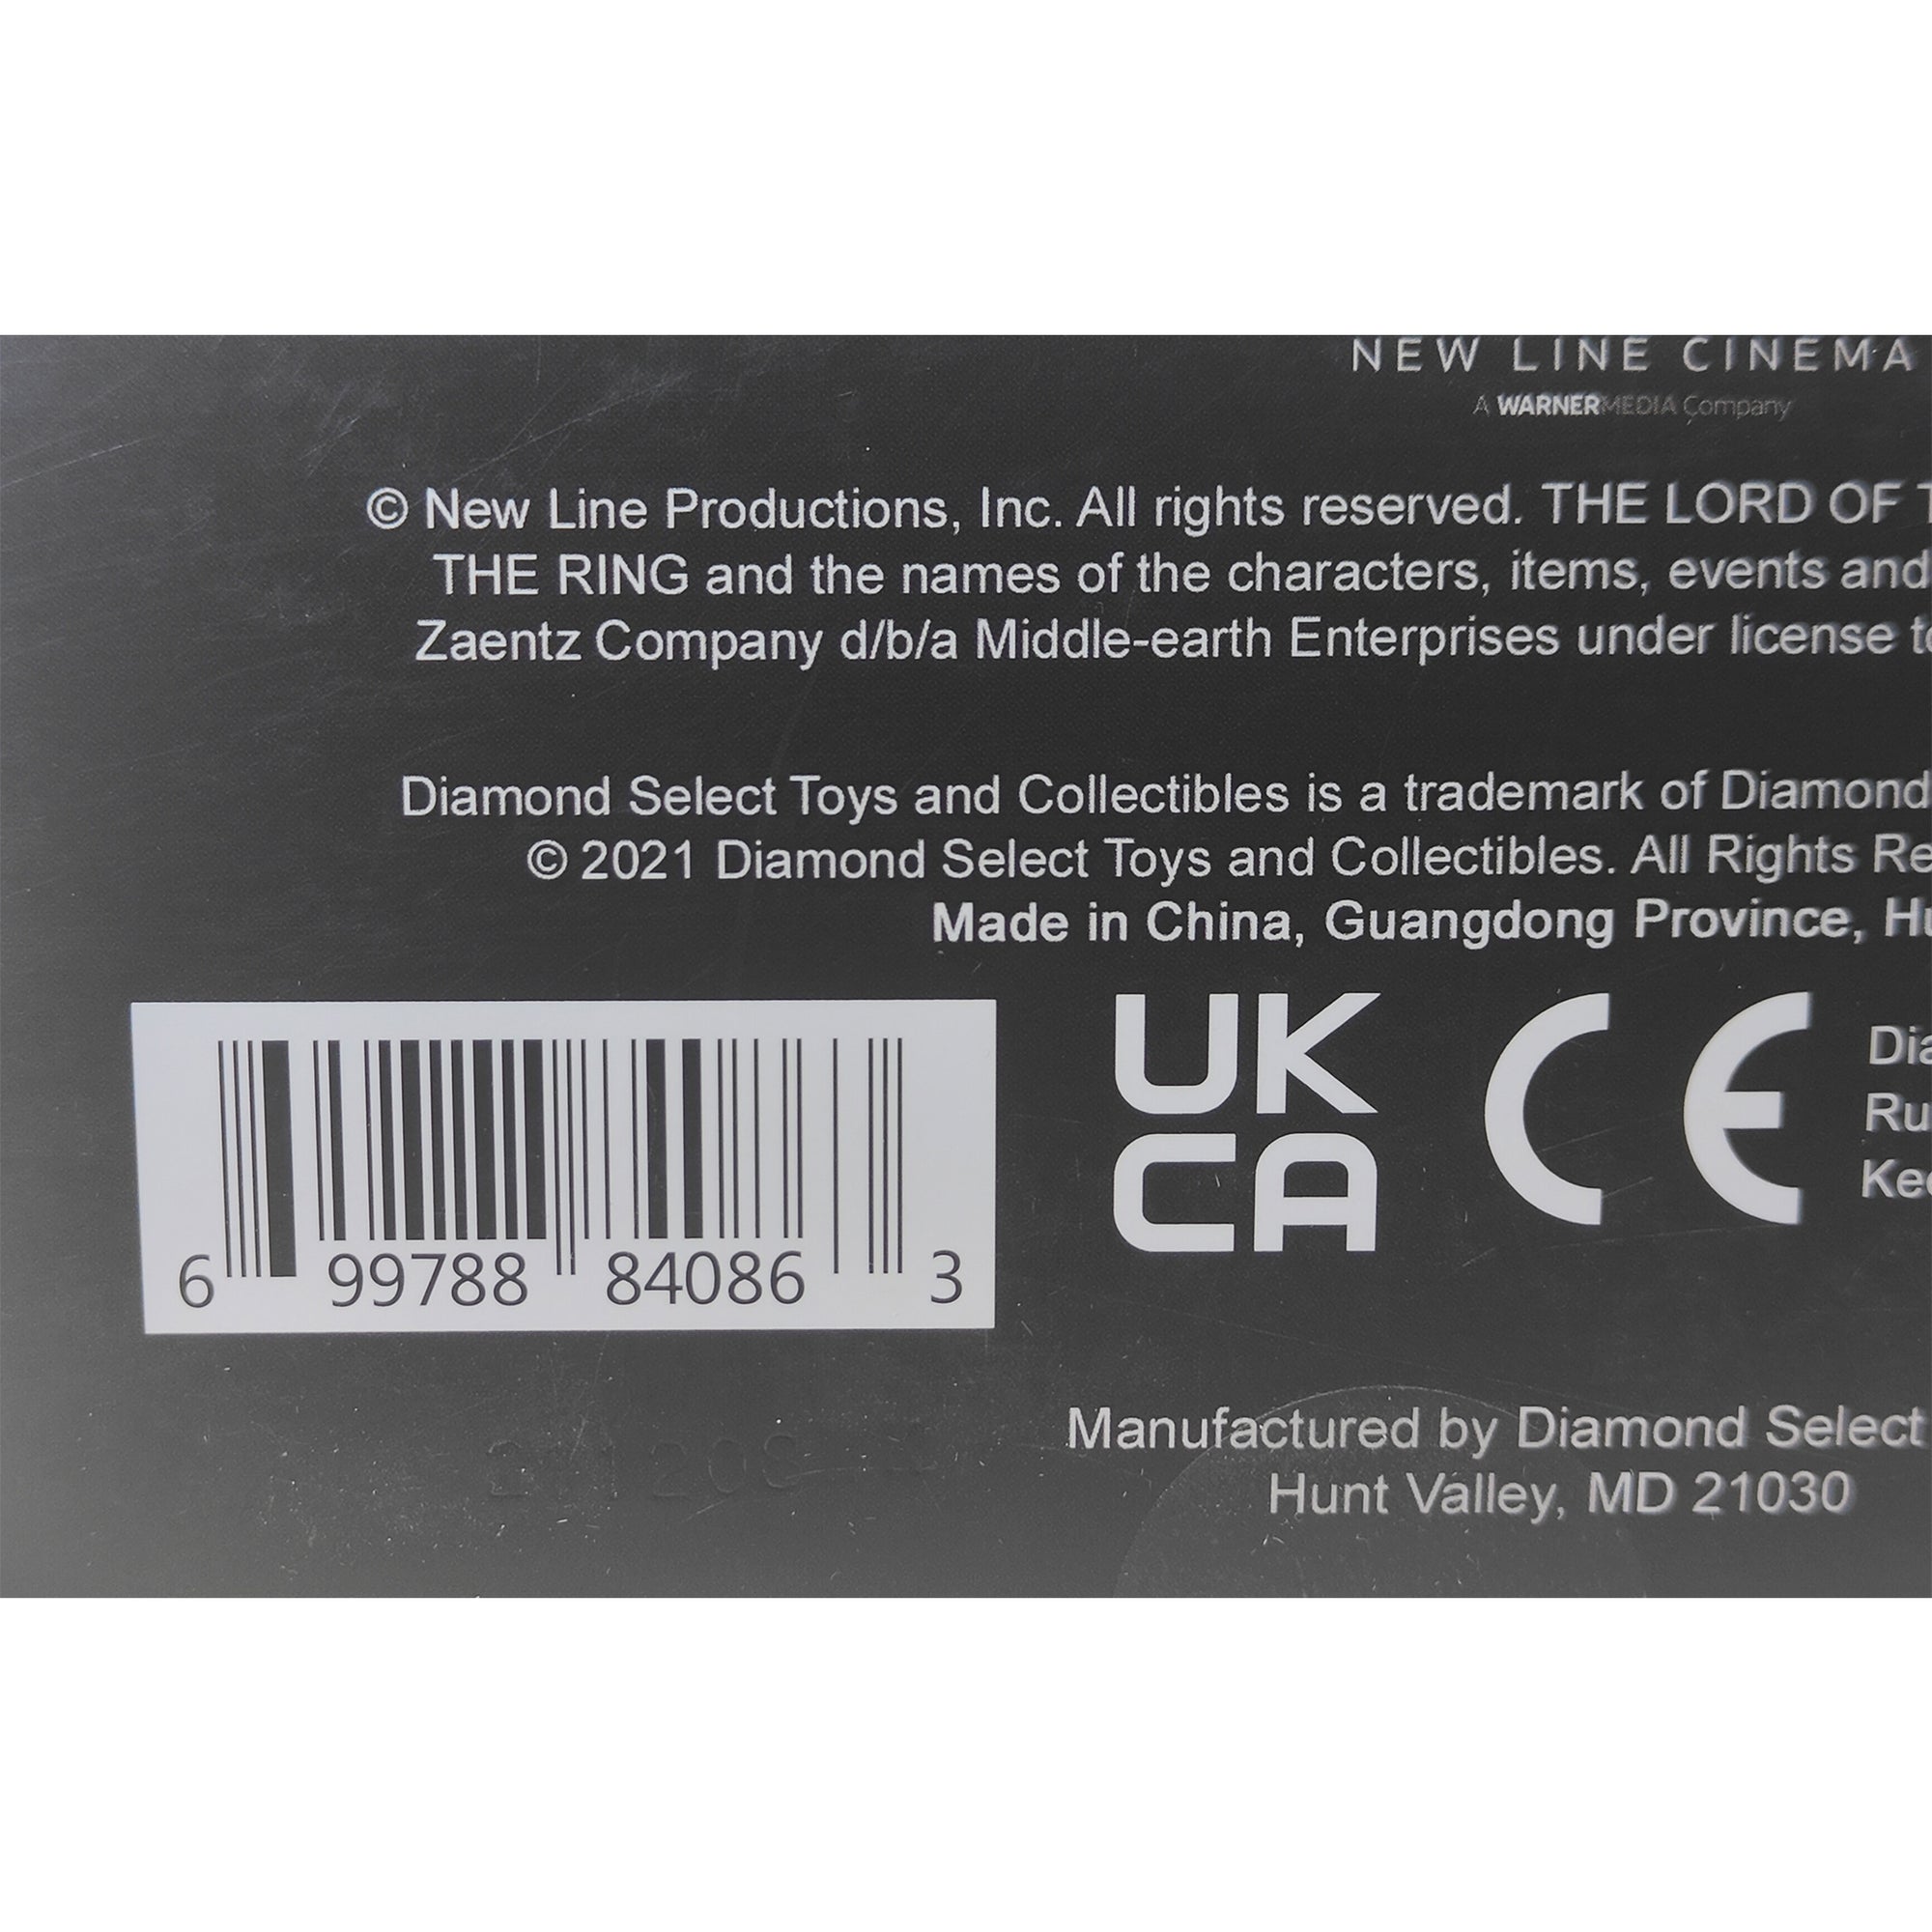 NEW LINE CINEMA
A WARNERMEDIA Company
© New Line Productions, Inc. All rights reserved. THE LORD OF
THE RING and the names of the characters, items, events and
Zaentz Company d/b/a Middle-earth Enterprises under license
Diamond Select Toys and Collectibles is a trademark of Diamond
© 2021 Diamond Select Toys and Collectibles. All Rights
Made in China, Guangdong Province,
UK
CA
CE
6 99788 84086 3
Manufactured by Diamond Select
Hunt Valley, MD 21030